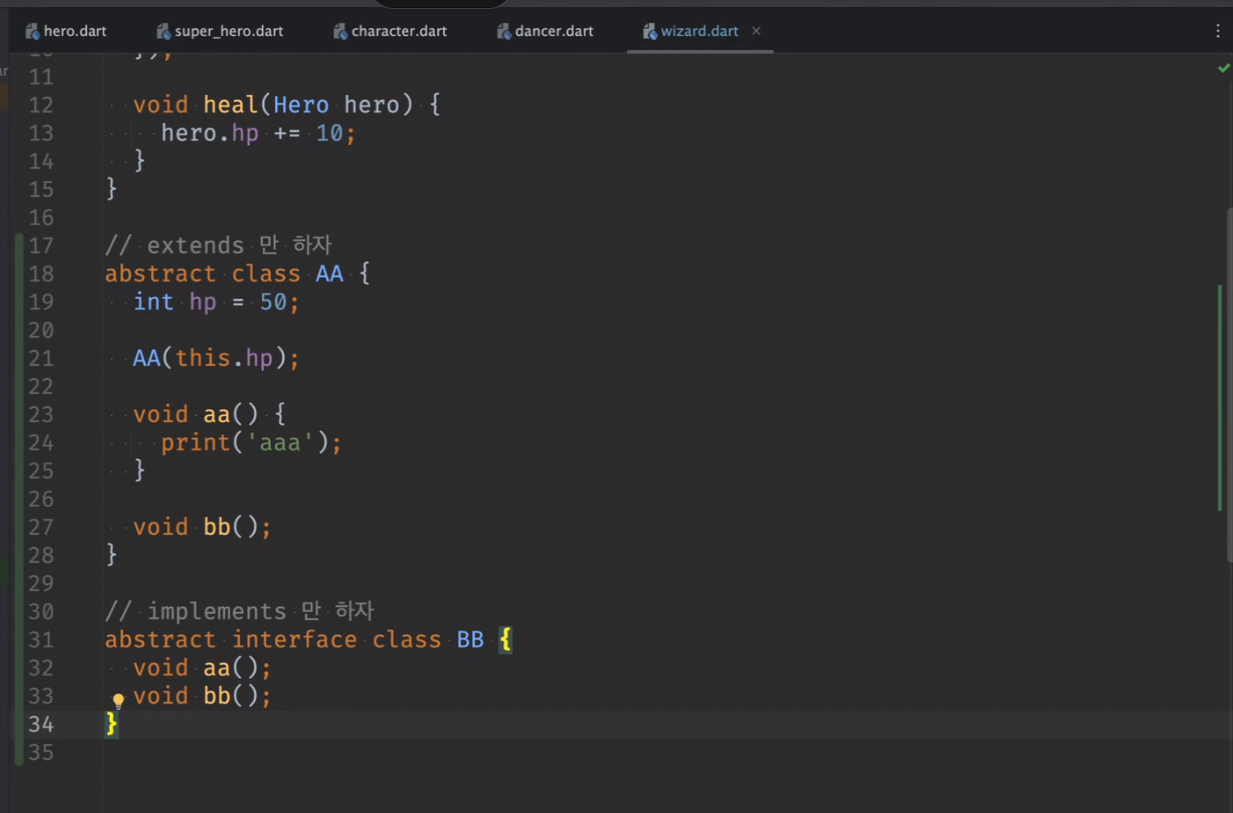 hero.dart super_hero.dart character.dart dancer.dart wizard.dart
11
12 void heal(Hero hero) {
13 hero.hp += 10;
14 }
15 }
16
17 // extends 만 하자
18 abstract class AA {
19 int hp = 50;
20
21 AA(this.hp);
22
23 void aa() {
24 print('aaa');
25 }
26
27 void bb();
28 }
29
30 // implements 만 하자
31 abstract interface class BB {
32 void aa();
33 void bb();
34 }
35